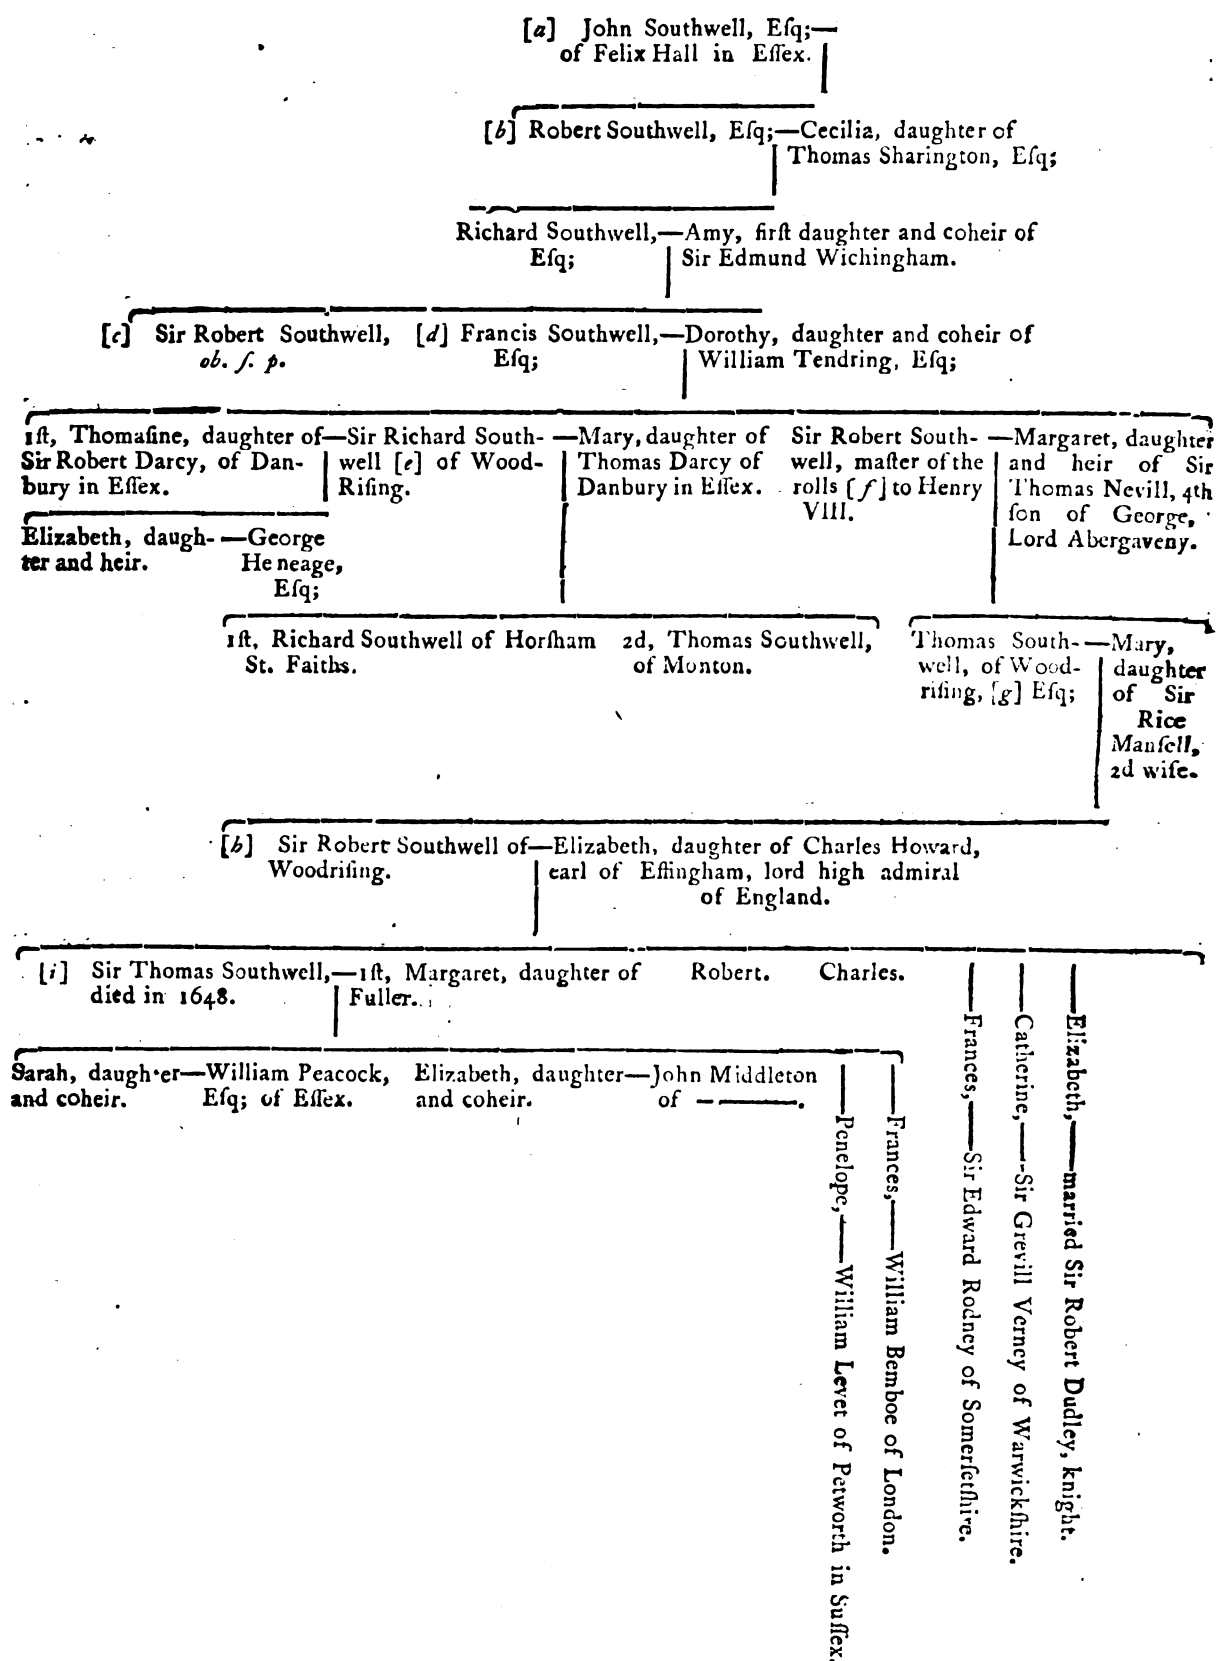 [a] John Southwell, Eſq;—
of Felix Hall in Eſſex.
[b] Robert Southwell, Eſq;—Cecilia, daughter of
Thomas Sharington, Eſq;
Richard Southwell,—Amy, firſt daughter and coheir of
Eſq; Sir Edmund Wichingham.
[c] Sir Robert Southwell,
ob. ſ. p.
[d] Francis Southwell,—Dorothy, daughter and coheir of
Eſq; William Tendring, Eſq;
1ſt, Thomaſine, daughter of—
Sir Robert Darcy, of Dan-
bury in Eſſex.
Sir Richard South-
well [e] of Wood-
Riſing.
—Mary, daughter of
Thomas Darcy of
Danbury in Eſſex.
Sir Robert South-
well, maſter of the
rolls [f] to Henry
VIII.
—Margaret, daughter
and heir of Sir
Thomas Nevill, 4th
ſon of George,
Lord Abergaveny.
Elizabeth, daugh-
ter and heir.
—George
Heneage,
Eſq;
1ſt, Richard Southwell of Horſham
St. Faiths.
2d, Thomas Southwell,
of Monton.
Thomas South-
well, of Wood-
riſing, [g] Eſq;
—Mary,
daughter
of Sir
Rice
Manſell,
2d wife.
[h] Sir Robert Southwell of—
Woodriſing.
Elizabeth, daughter of Charles Howard,
earl of Effingham, lord high admiral
of England.
[i] Sir Thomas Southwell,—
died in 1648.
1ſt, Margaret, daughter of
Fuller.
Robert.
Charles.
Frances,—Sir Edward Rodney of Somerſetſhire.
Catherine,—Sir Grevill Verney of Warwickſhire.
Elizabeth,—married Sir Robert Dudley, knight.
Sarah, daugh·er—
and coheir.
William Peacock,
Eſq; of Eſſex.
Elizabeth, daughter—
and coheir.
John Middleton
of — ———.
Penelope,—William Levet of Petworth in Suſſex.
Frances,—William Bemboe of London.